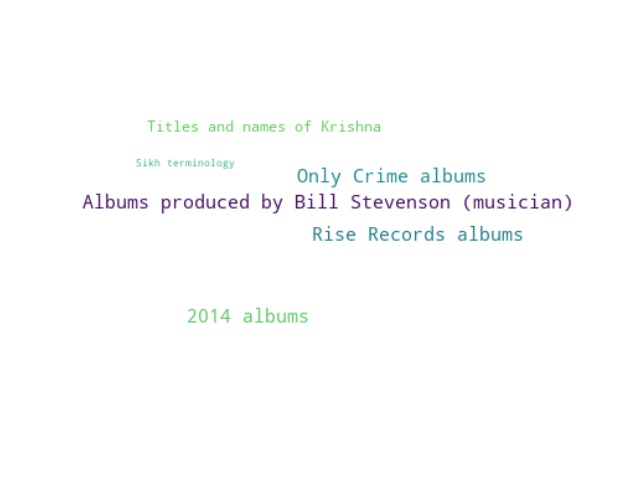 Titles and names of Krishna
Sikh terminology
Only Crime albums
Albums produced by Bill Stevenson (musician)
Rise Records albums
2014 albums